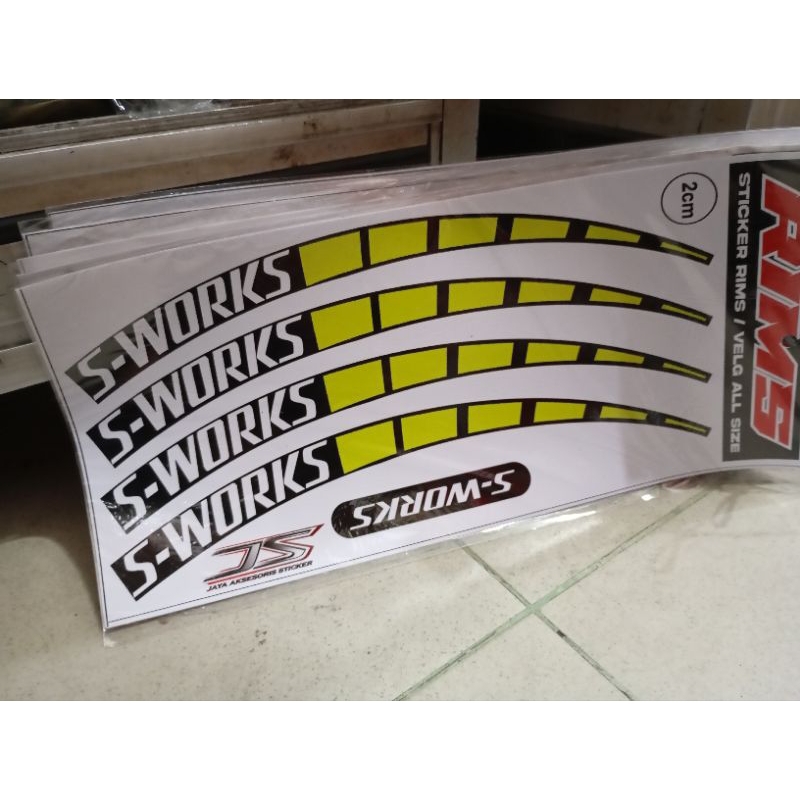 2cm
RIMS
STICKER RIMS / VELG ALL SIZE
S-WORKS
S-WORKS
S-WORKS
S-WORKS
S-WORKS
JS
JAYA AKSESORIS STICKER